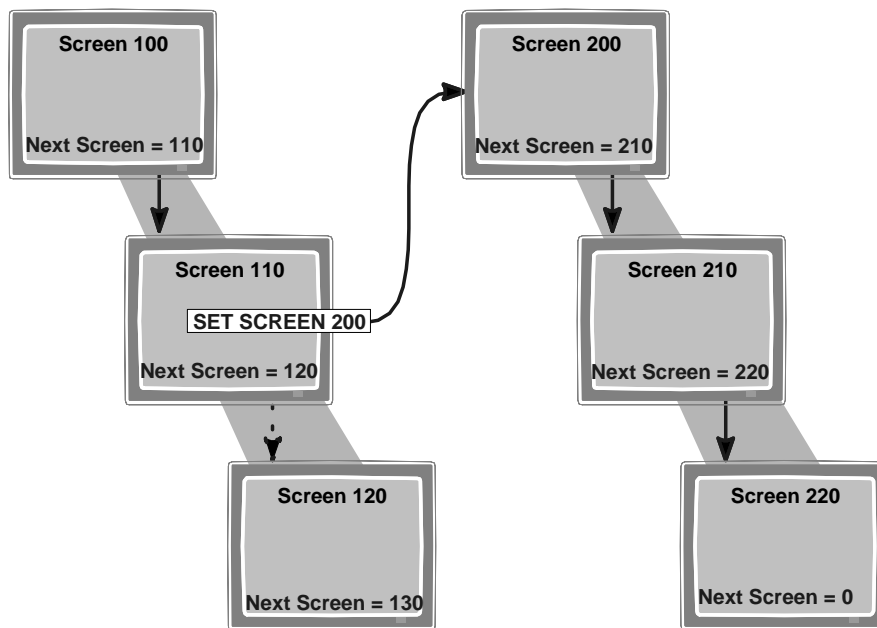 Screen 100
Next Screen = 110
Screen 110
SET SCREEN 200
Next Screen = 120
Screen 120
Next Screen = 130
Screen 200
Next Screen = 210
Screen 210
Next Screen = 220
Screen 220
Next Screen = 0